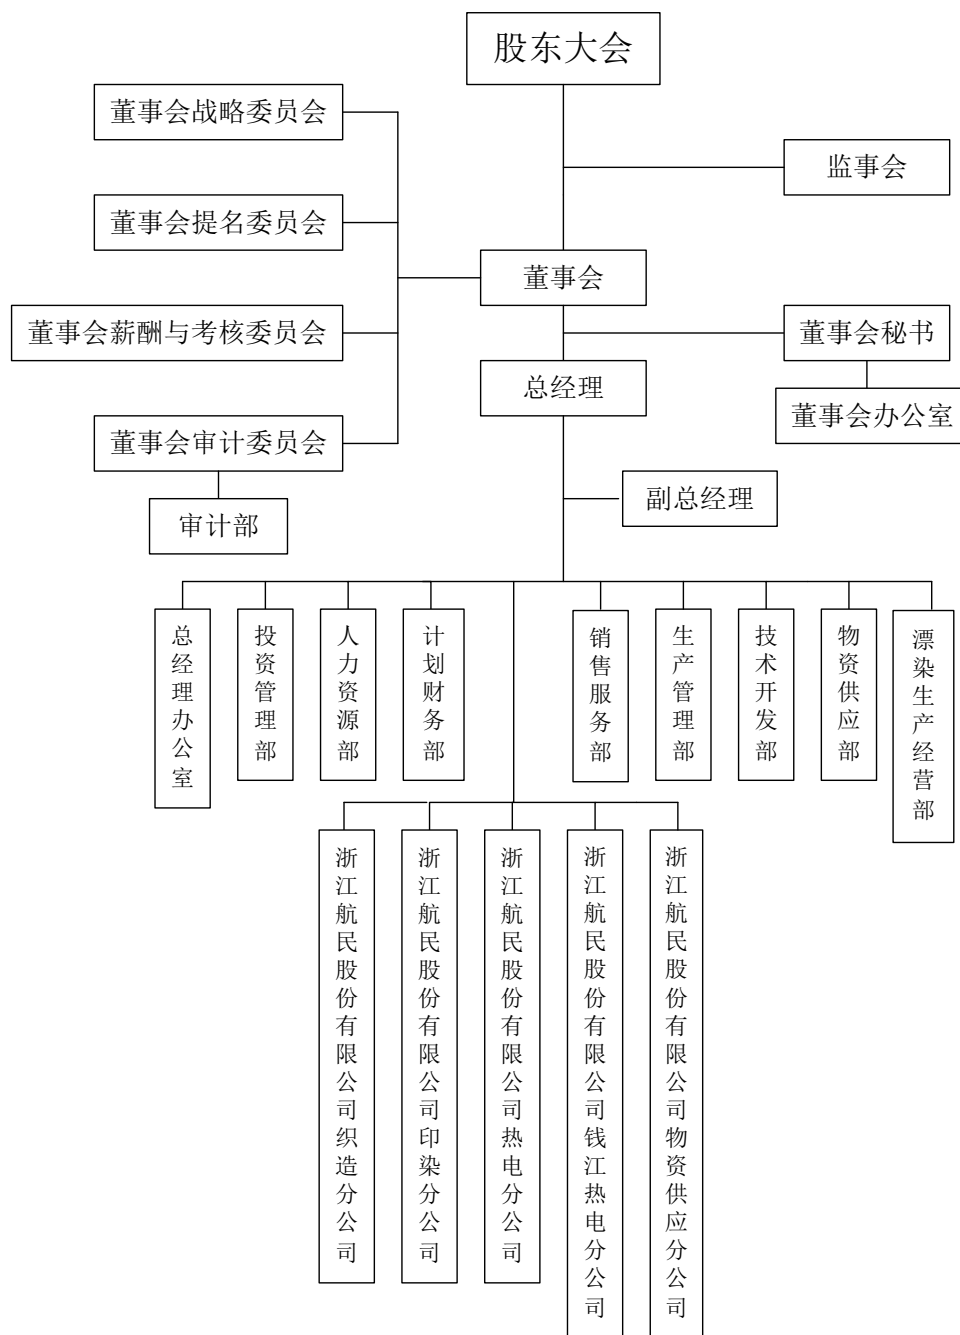 股东大会
董事会战略委员会
监事会
董事会提名委员会
董事会
董事会薪酬与考核委员会
董事会秘书
总经理
董事会办公室
董事会审计委员会
副总经理
审计部
总经理办公室
投资管理部
人力资源部
计划财务部
销售服务部
生产管理部
技术开发部
物资供应部
漂染生产经营部
浙江航民股份有限公司织造分公司
浙江航民股份有限公司印染分公司
浙江航民股份有限公司热电分公司
浙江航民股份有限公司钱江热电分公司
浙江航民股份有限公司物资供应分公司